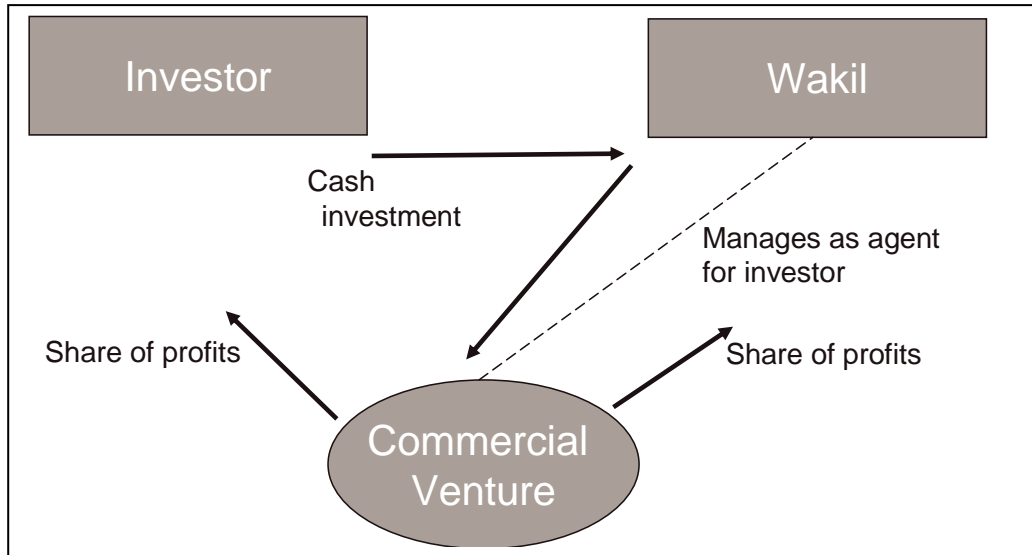 Investor
Wakil
Cash
investment
Manages as agent
for investor
Share of profits
Share of profits
Commercial
Venture